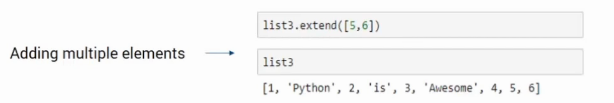 list3.extend([5,6])
Adding multiple elements
list3
[1, 'Python', 2, 'is', 3, 'Awesome', 4, 5, 6]